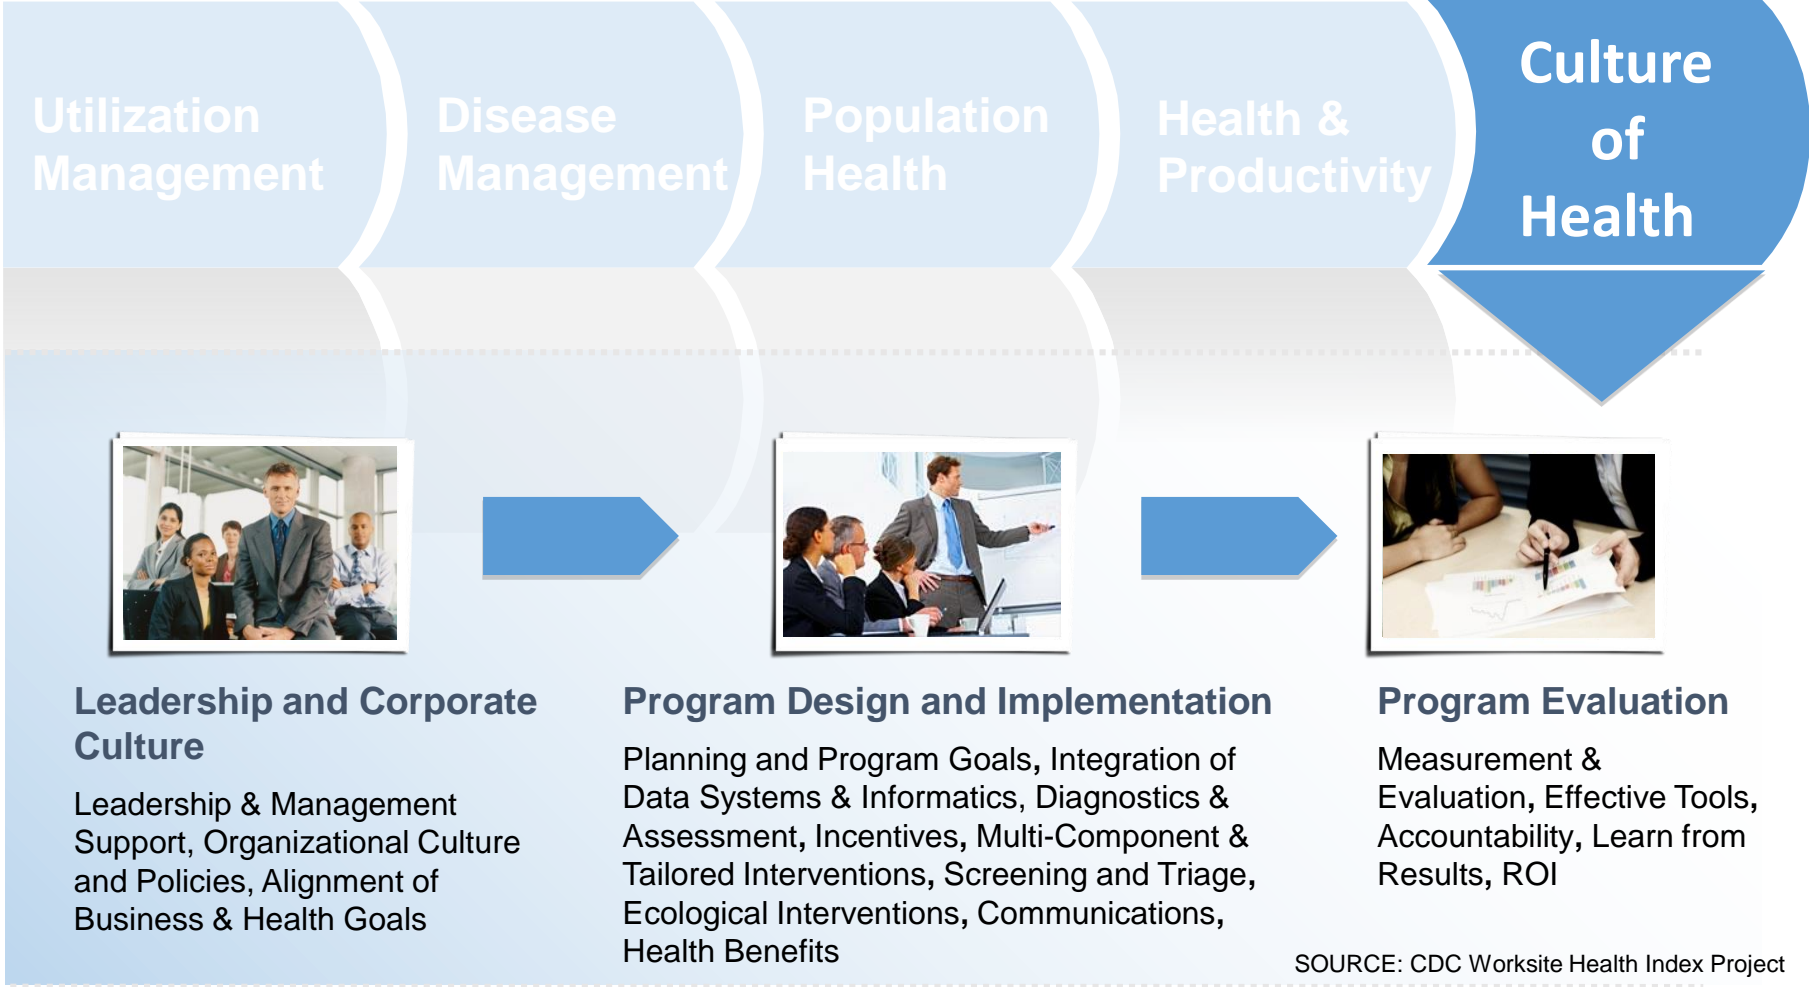 Utilization
Management
Disease
Management
Population
Health
Health &
Productivity
Culture
of
Health
Leadership and Corporate
Culture
Leadership & Management
Support, Organizational Culture
and Policies, Alignment of
Business & Health Goals
Program Design and Implementation
Planning and Program Goals, Integration of
Data Systems & Informatics, Diagnostics &
Assessment, Incentives, Multi-Component &
Tailored Interventions, Screening and Triage,
Ecological Interventions, Communications,
Health Benefits
Program Evaluation
Measurement &
Evaluation, Effective Tools,
Accountability, Learn from
Results, ROI
SOURCE: CDC Worksite Health Index Project